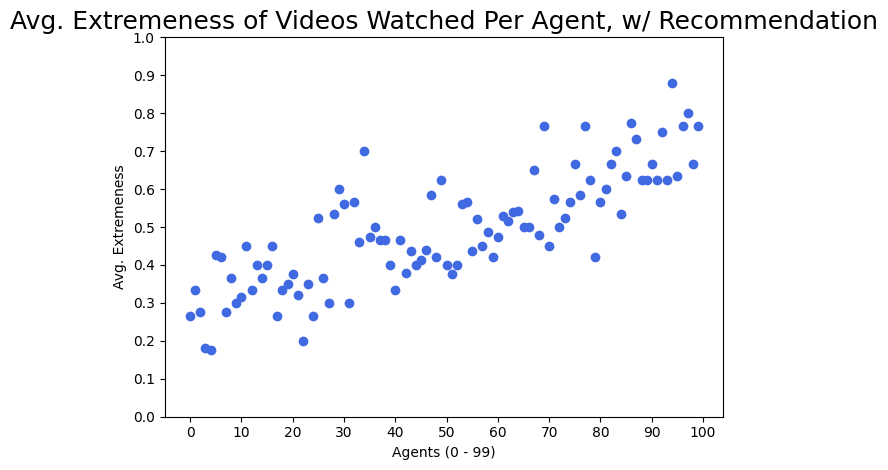 Avg. Extremeness of Videos Watched Per Agent, w/ Recommendation
1.0
0.9
0.8
0.7
0.6
0.5
0.4
0.3
0.2
0.1
0.0
Avg. Extremeness
0 10 20 30 40 50 60 70 80 90 100
Agents (0 - 99)